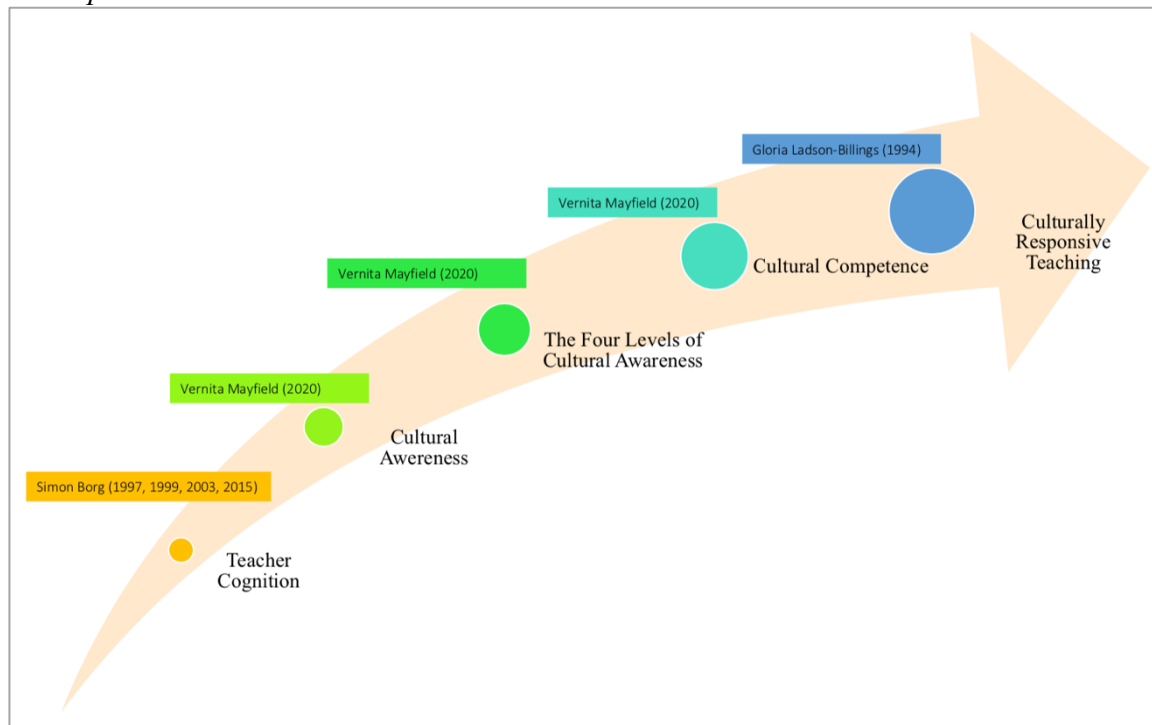 Gloria Ladson-Billings (1994)
Vernita Mayfield (2020)
Culturally
Responsive
Teaching
Cultural Competence
Vernita Mayfield (2020)
The Four Levels of
Cultural Awareness
Vernita Mayfield (2020)
Cultural
Awereness
Simon Borg (1997, 1999, 2003, 2015)
Teacher
Cognition